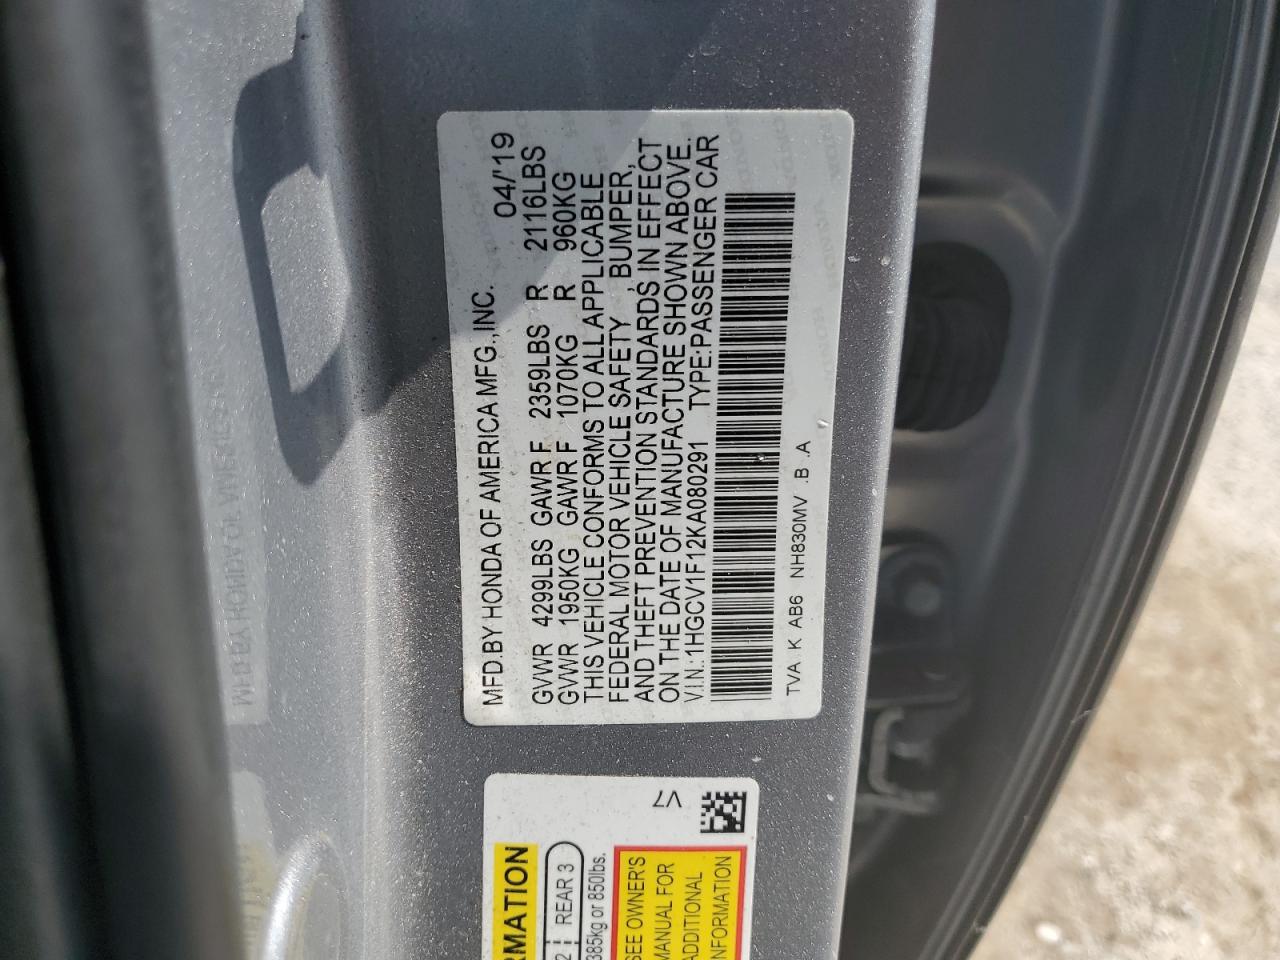 MFD.BY HONDA OF AMERICA MFG.,INC. 04/'19
GVWR 4299LBS GAWR F 2359LBS R 2116LBS
GVWR 1950KG GAWR F 1070KG R 960KG
THIS VEHICLE CONFORMS TO ALL APPLICABLE
FEDERAL MOTOR VEHICLE SAFETY ,BUMPER,
AND THEFT PREVENTION STANDARDS IN EFFECT
ON THE DATE OF MANUFACTURE SHOWN ABOVE.
V.I.N.:1HGCV1F12KA080291 TYPE:PASSENGER CAR
TVA K AB6 NH830MV .B .A
V7
2 REAR 3
385kg or 850lbs.
SEE OWNER'S
MANUAL FOR
ADDITIONAL